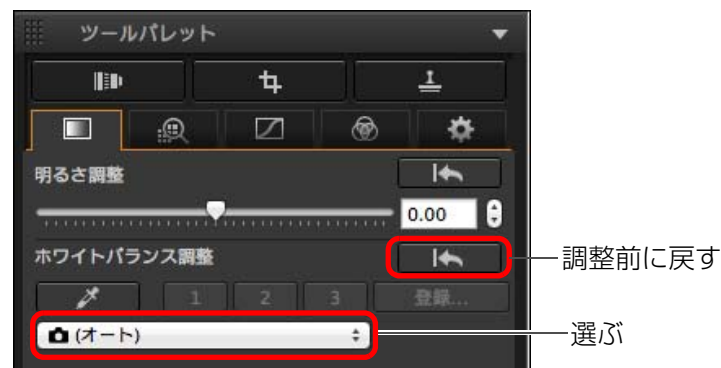 ツールパレット
明るさ調整
0.00
ホワイトバランス調整
調整前に戻す
1 2 3 登録...
(オート)
選ぶ